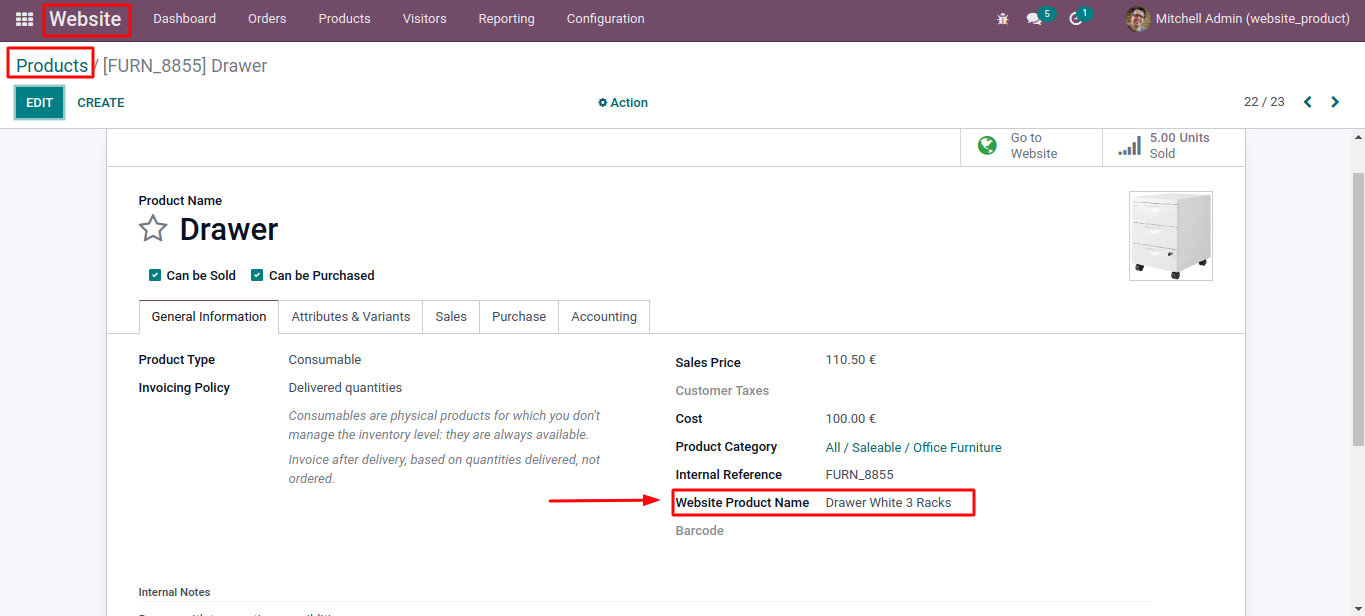 Website Dashboard Orders Products Visitors Reporting Configuration 5 1 Mitchell Admin (website_product)
Products / [FURN_8855] Drawer
EDIT CREATE Action 22 / 23
Go to
Website
5.00 Units
Sold
Product Name
Drawer
Can be Sold Can be Purchased
General Information Attributes & Variants Sales Purchase Accounting
Product Type Consumable
Invoicing Policy Delivered quantities
Consumables are physical products for which you don't
manage the inventory level: they are always available.
Invoice after delivery, based on quantities delivered, not
ordered.
Sales Price 110.50 €
Customer Taxes
Cost 100.00 €
Product Category All / Saleable / Office Furniture
Internal Reference FURN_8855
Website Product Name Drawer White 3 Racks
Barcode
Internal Notes